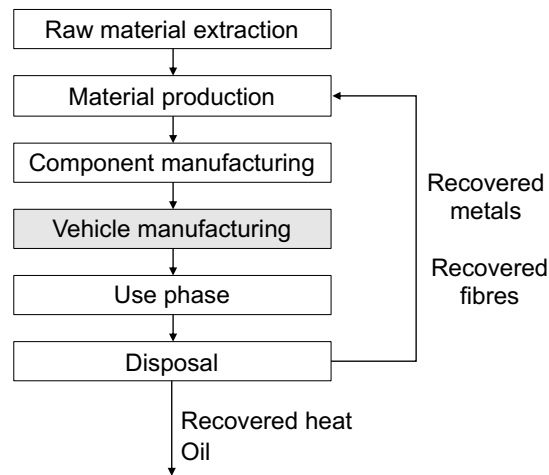 Raw material extraction
Material production
Component manufacturing
Vehicle manufacturing
Use phase
Disposal
Recovered
metals
Recovered
fibres
Recovered heat
Oil